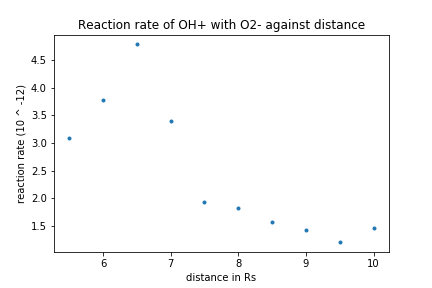 Reaction rate of OH+ with O2- against distance
reaction rate (10 ^ -12)
4.5
4.0
3.5
3.0
2.5
2.0
1.5
6 7 8 9 10
distance in Rs